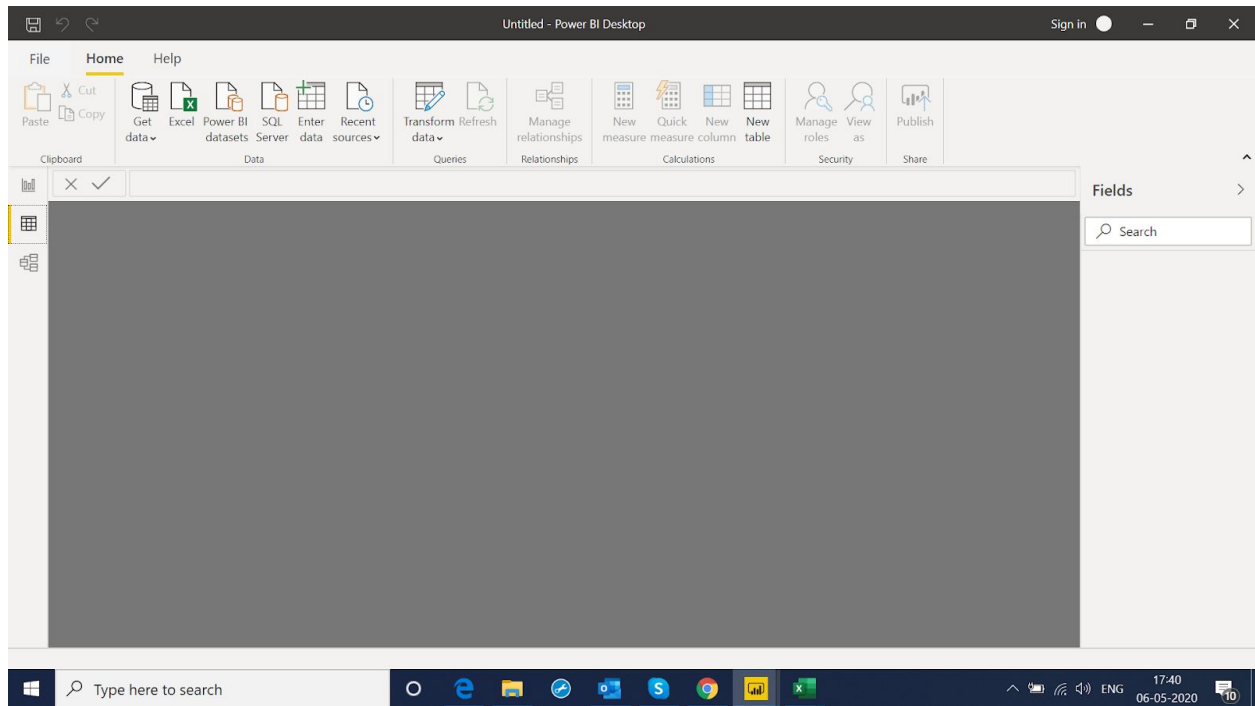 Untitled - Power BI Desktop
Sign in
File Home Help
Paste
Cut
Copy
Clipboard
Get data
Excel
Power BI datasets
SQL Server
Enter data
Recent sources
Data
Transform data
Refresh
Queries
Manage relationships
Relationships
New measure
Quick measure
New column
New table
Calculations
Manage roles
View as
Security
Publish
Share
Fields
Search
Type here to search
ENG
17:40
06-05-2020
10